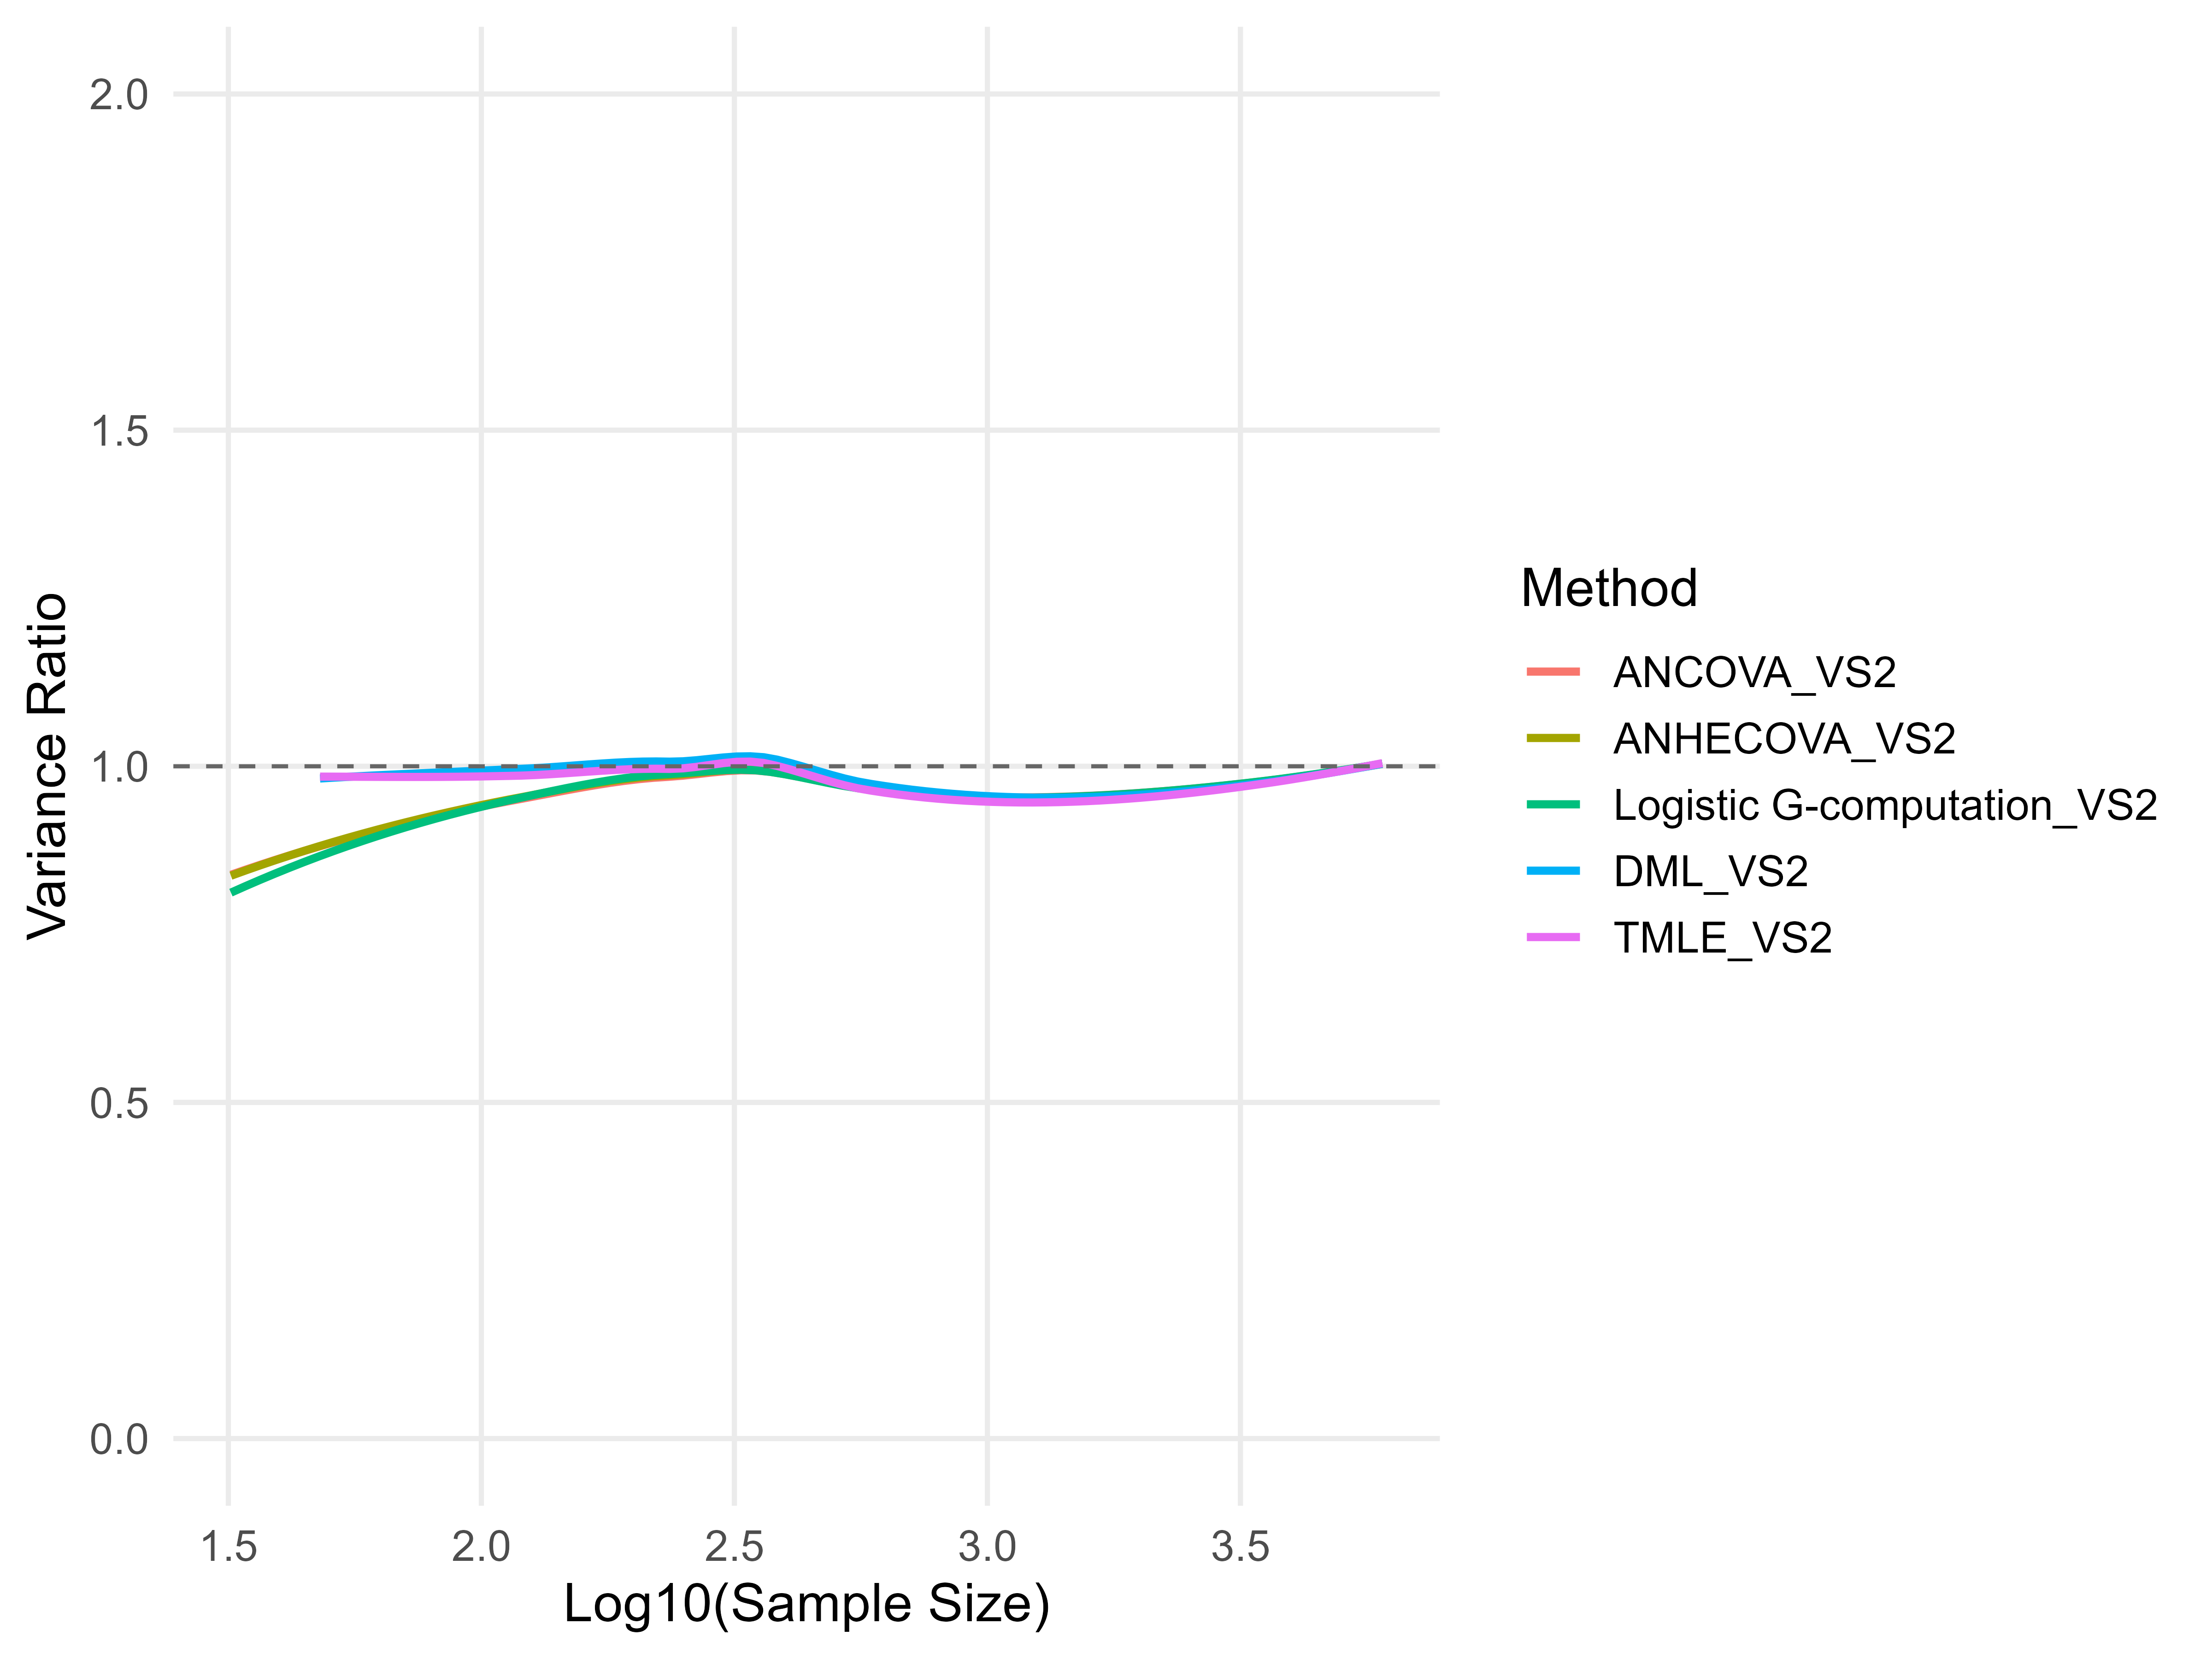 2.0
1.5
1.0
0.5
0.0
Variance Ratio
1.5 2.0 2.5 3.0 3.5
Log10(Sample Size)
Method
ANCOVA_VS2
ANHECOVA_VS2
Logistic G-computation_VS2
DML_VS2
TMLE_VS2